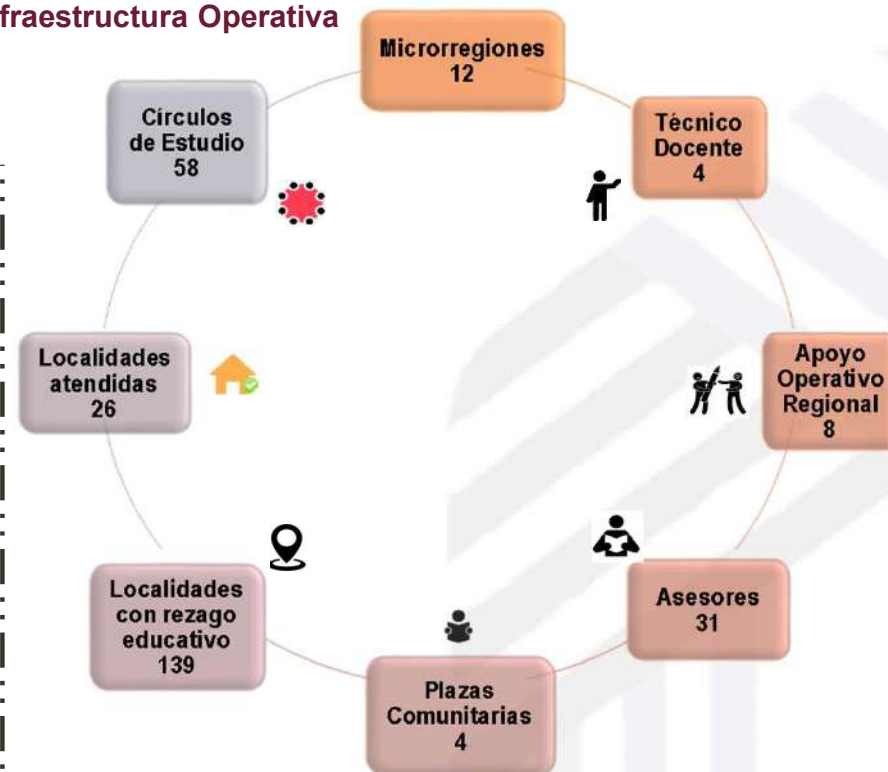 fraestructura Operativa
Microrregiones
12
Técnico
Docente
4
Apoyo
Operativo
Regional
8
Asesores
31
Plazas
Comunitarias
4
Localidades
con rezago
educativo
139
Localidades
atendidas
26
Círculos
de Estudio
58